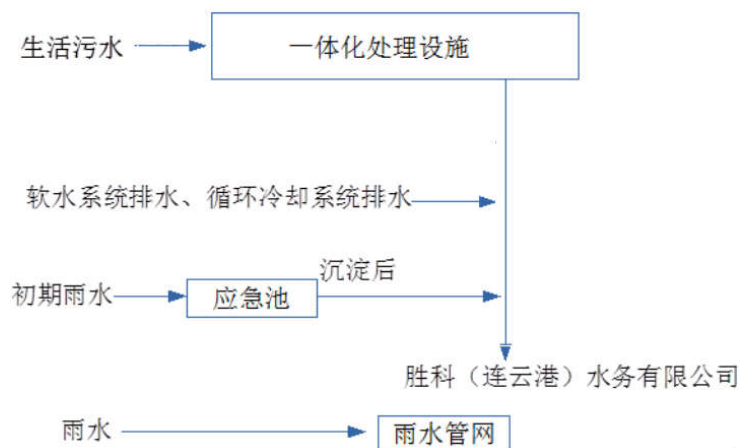 生活污水
一体化处理设施
软水系统排水、循环冷却系统排水
沉淀后
初期雨水
应急池
胜科（连云港）水务有限公司
雨水
雨水管网